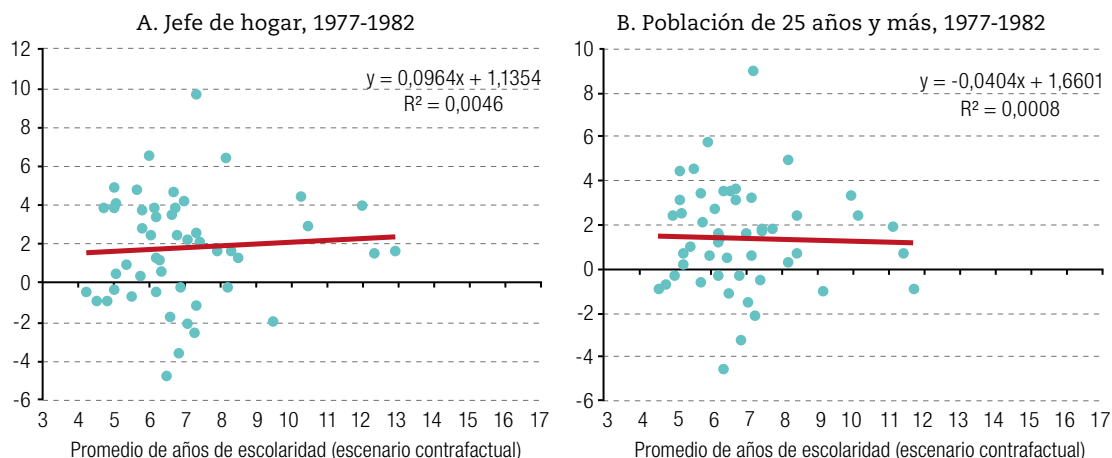 A. Jefe de hogar, 1977-1982
12
10
8
6
4
2
0
-2
-4
-6
y = 0,0964x + 1,1354
R² = 0,0046
3 4 5 6 7 8 9 10 11 12 13 14 15 16 17
Promedio de años de escolaridad (escenario contrafactual)
B. Población de 25 años y más, 1977-1982
10
8
6
4
2
0
-2
-4
-6
y = -0,0404x + 1,6601
R² = 0,0008
3 4 5 6 7 8 9 10 11 12 13 14 15 16 17
Promedio de años de escolaridad (escenario contrafactual)